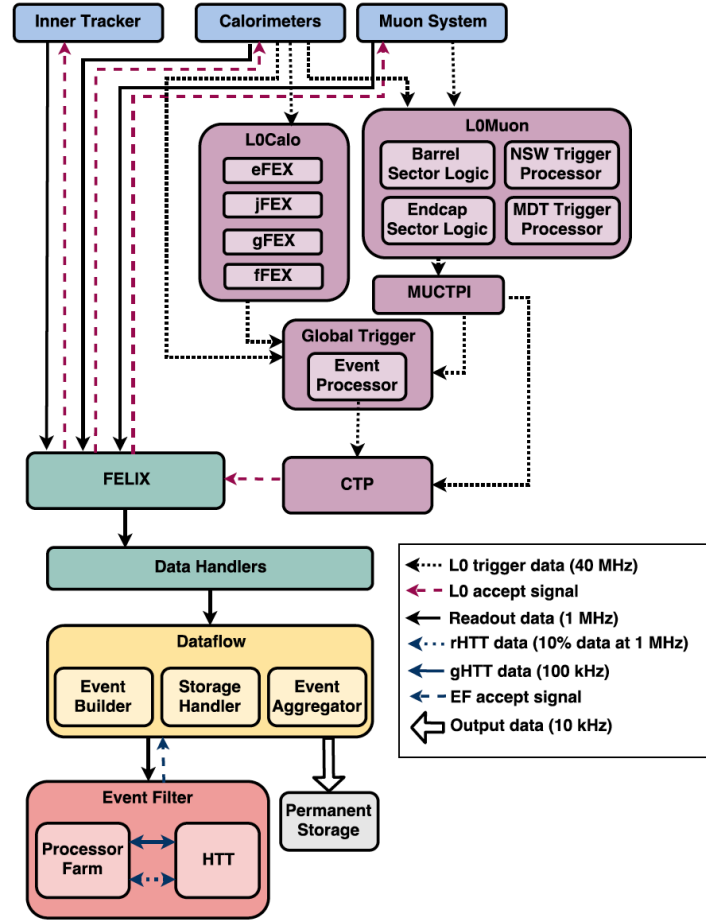 Inner Tracker
Calorimeters
Muon System
L0Calo
eFEX
jFEX
gFEX
fFEX
L0Muon
Barrel
Sector Logic
NSW Trigger
Processor
Endcap
Sector Logic
MDT Trigger
Processor
MUCTPI
Global Trigger
Event
Processor
FELIX
CTP
Data Handlers
Dataflow
Event
Builder
Storage
Handler
Event
Aggregator
Event Filter
Processor
Farm
HTT
Permanent
Storage
L0 trigger data (40 MHz)
L0 accept signal
Readout data (1 MHz)
rHTT data (10% data at 1 MHz)
gHTT data (100 kHz)
EF accept signal
Output data (10 kHz)